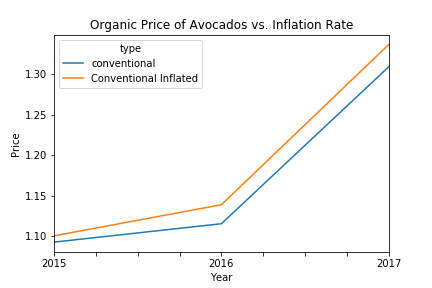 Organic Price of Avocados vs. Inflation Rate
type
conventional
Conventional Inflated
1.30
1.25
1.20
1.15
1.10
Price
2015
2016
2017
Year